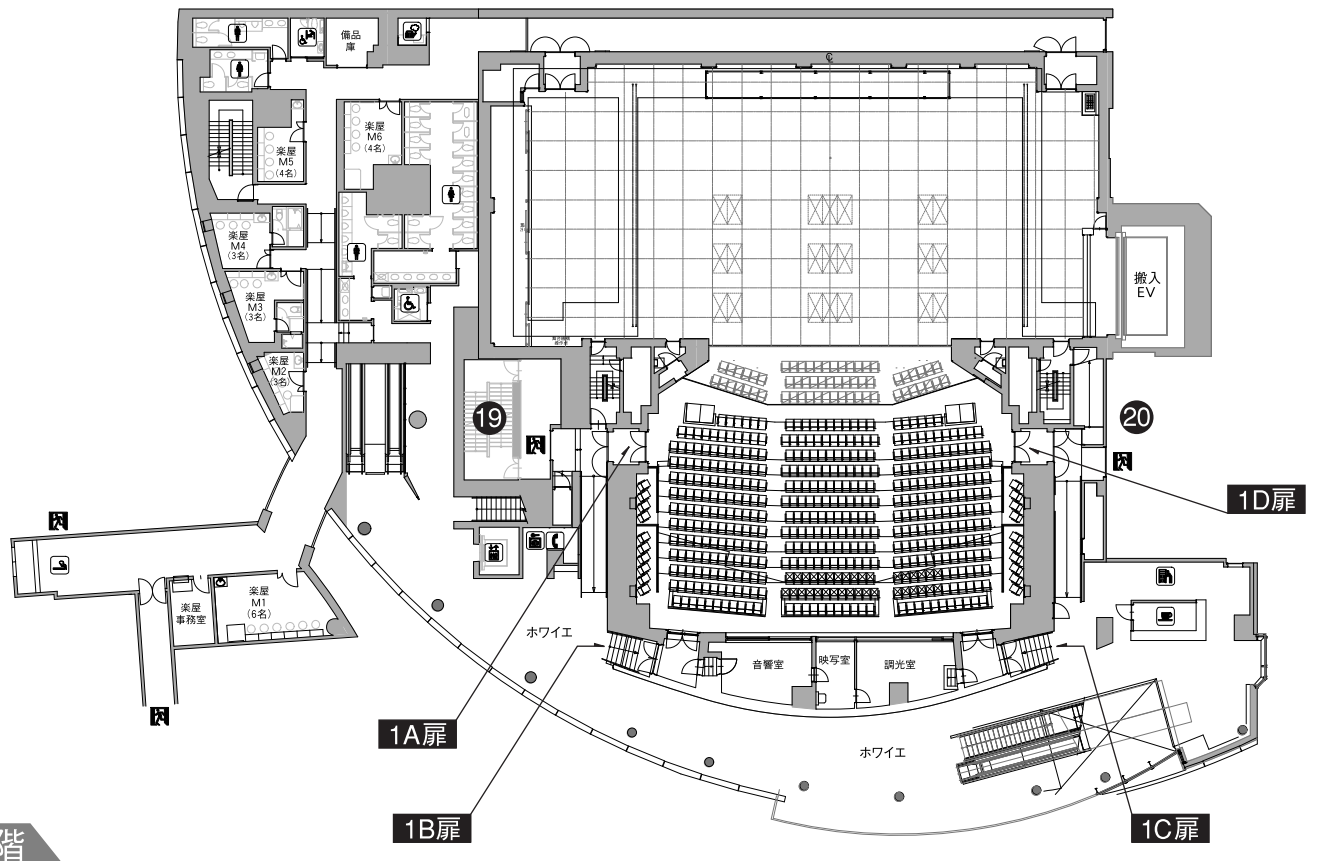 備品
庫
楽屋
M6
(4名)
楽屋
M5
(4名)
楽屋
M4
(3名)
楽屋
M3
(3名)
楽屋
M2
(3名)
搬入
EV
19
20
1D扉
楽屋
M1
(6名)
楽屋
事務室
ホワイエ
音響室
映写室
調光室
1A扉
ホワイエ
1B扉
1C扉
階